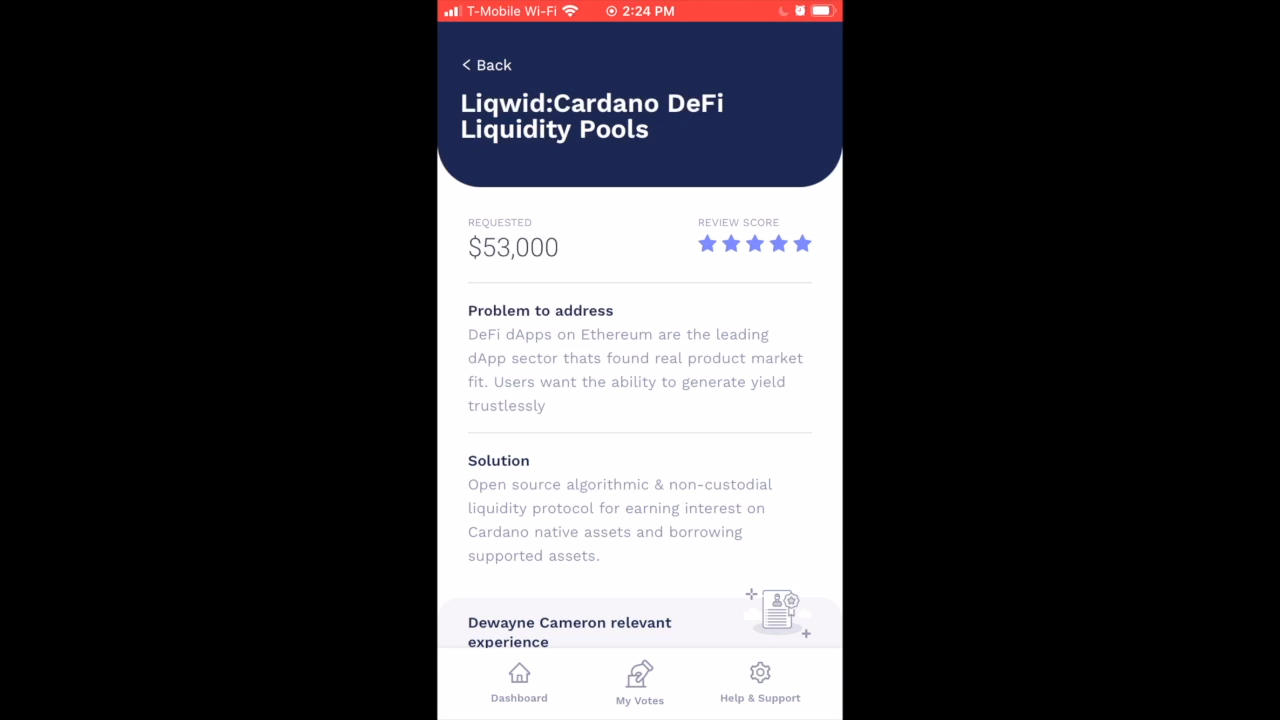 T-Mobile Wi-Fi 2:24 PM
Back
Liqwid:Cardano DeFi
Liquidity Pools
REQUESTED
REVIEW SCORE
$53,000
Problem to address
DeFi dApps on Ethereum are the leading
dApp sector thats found real product market
fit. Users want the ability to generate yield
trustlessly
Solution
Open source algorithmic & non-custodial
liquidity protocol for earning interest on
Cardano native assets and borrowing
supported assets.
Dewayne Cameron relevant
experience
Dashboard
My Votes
Help & Support